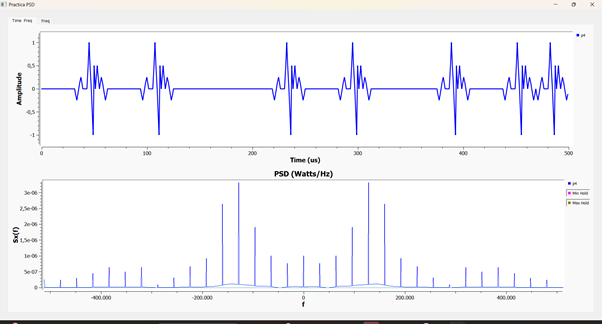 Practica PSD
Time Freq
Freq
Amplitude
1
0,5
0
-0,5
-1
p4
0
100
200
300
400
500
Time (us)
PSD (Watts/Hz)
Sx(f)
3e-06
2,5e-06
2e-06
1,5e-06
1e-06
5e-07
0
p4
Min Hold
Max Hold
-400.000
-200.000
0
200.000
400.000
f